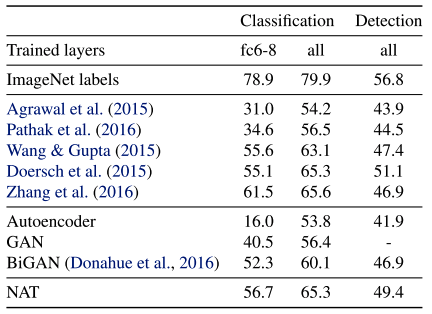 Classification Detection
Trained layers fc6-8 all all
ImageNet labels 78.9 79.9 56.8
Agrawal et al. (2015) 31.0 54.2 43.9
Pathak et al. (2016) 34.6 56.5 44.5
Wang & Gupta (2015) 55.6 63.1 47.4
Doersch et al. (2015) 55.1 65.3 51.1
Zhang et al. (2016) 61.5 65.6 46.9
Autoencoder 16.0 53.8 41.9
GAN 40.5 56.4 -
BiGAN (Donahue et al., 2016) 52.3 60.1 46.9
NAT 56.7 65.3 49.4